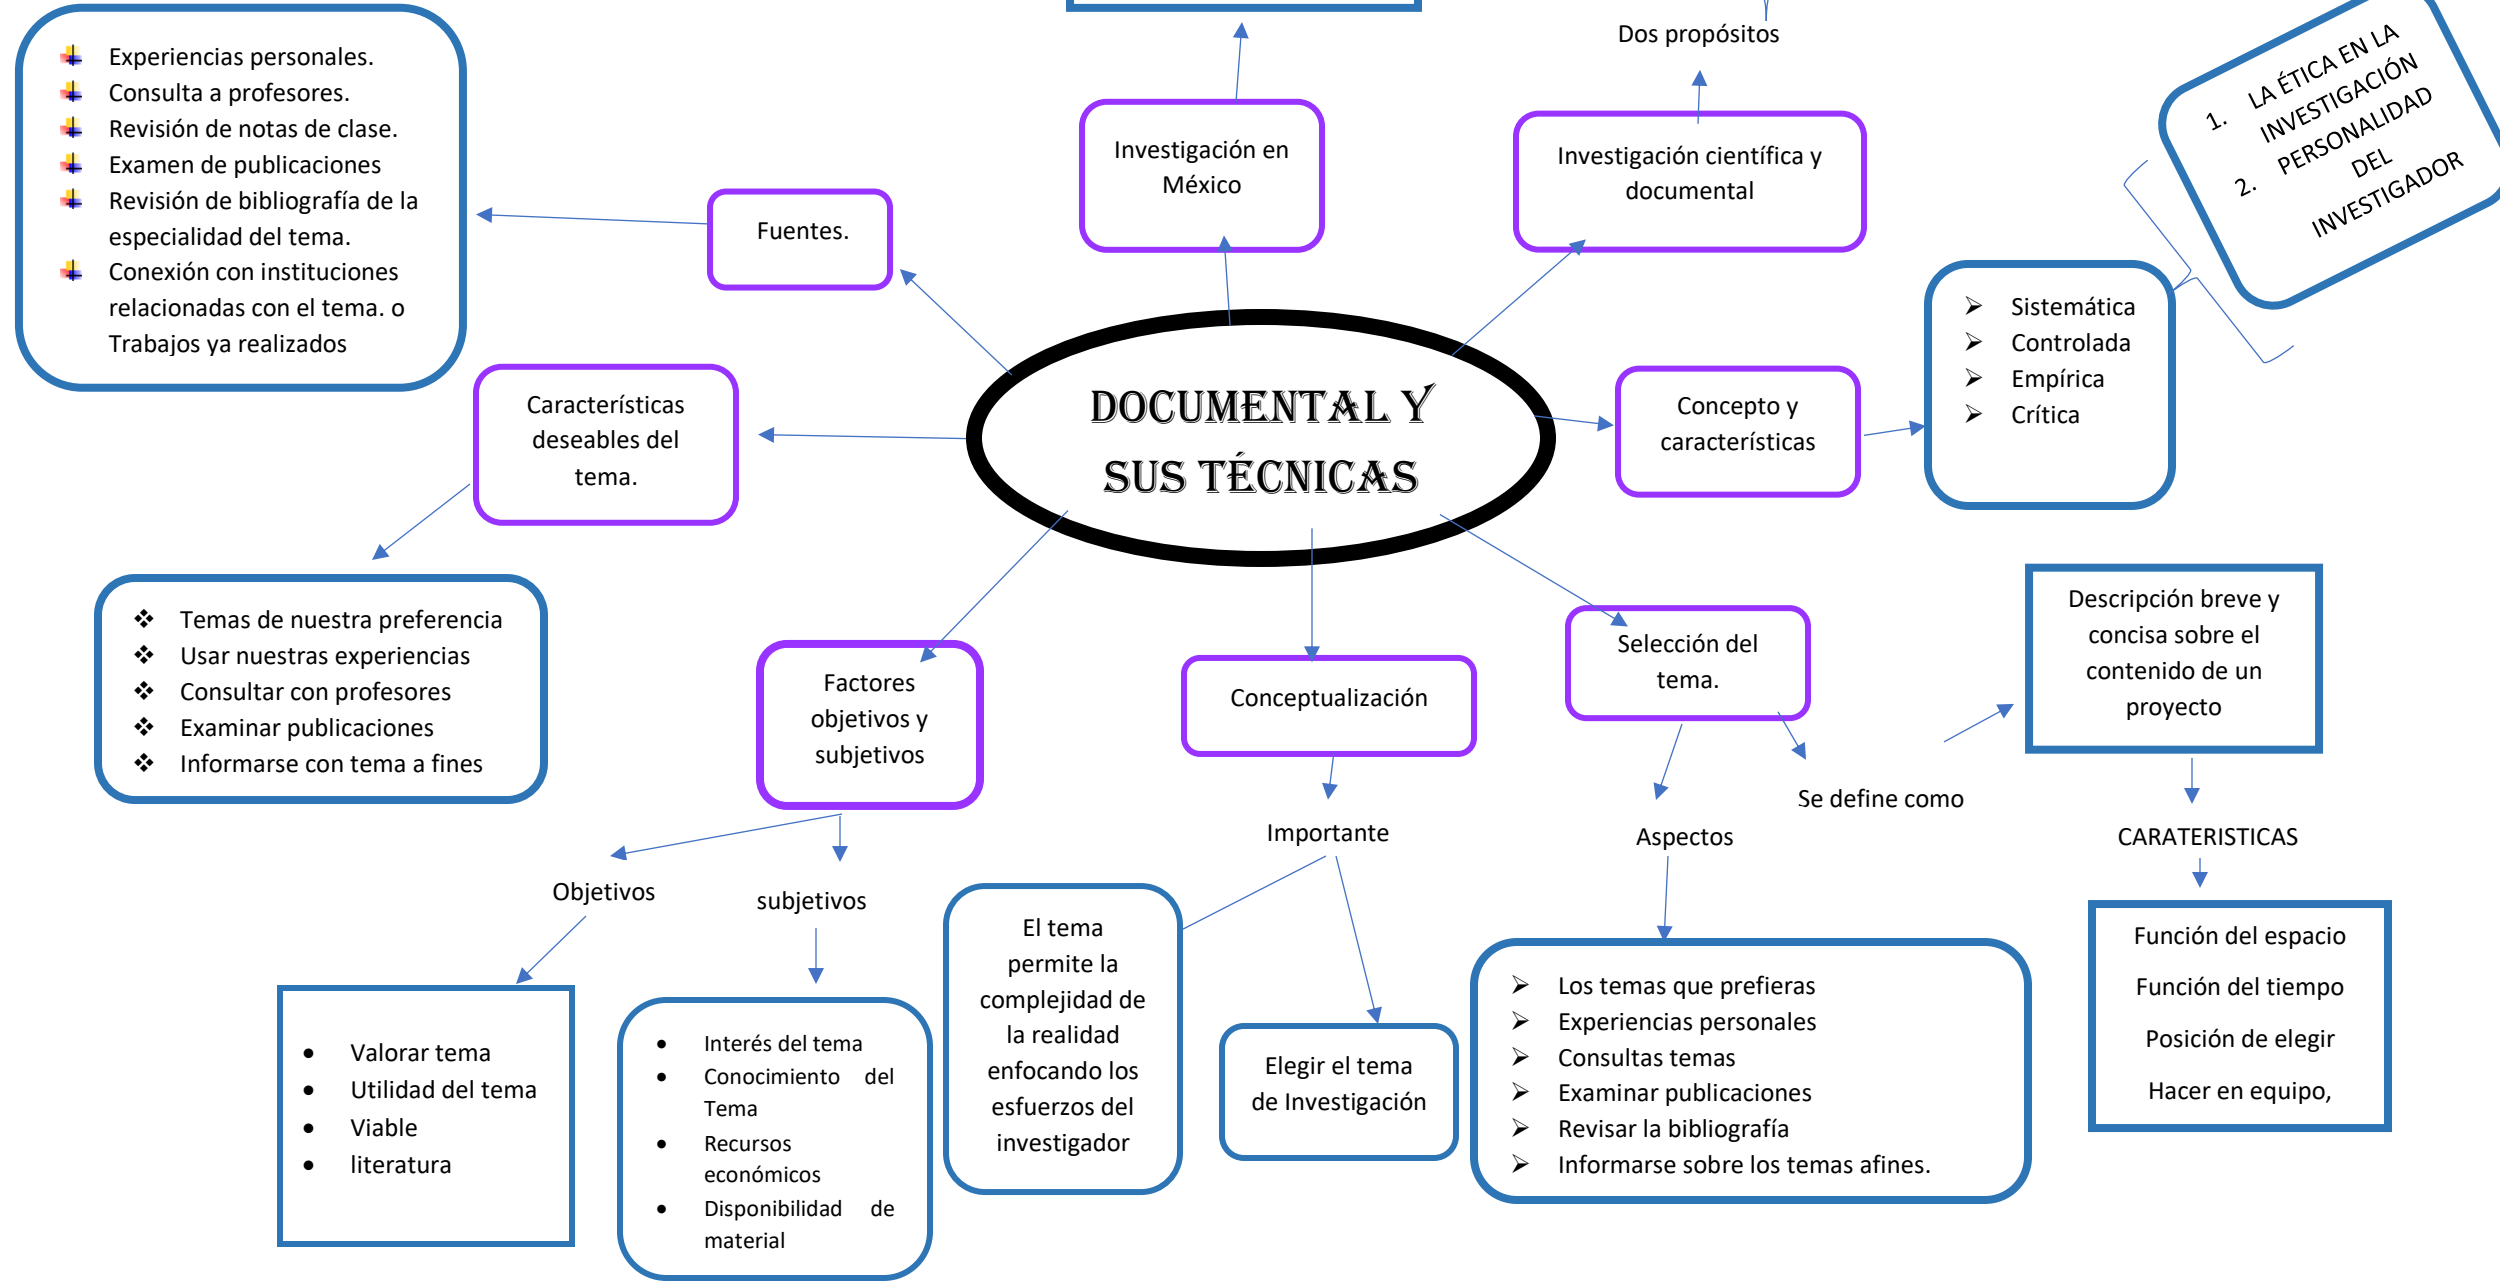 Experiencias personales.
Consulta a profesores.
Revisión de notas de clase.
Examen de publicaciones
Revisión de bibliografía de la
especialidad del tema.
Conexión con instituciones
relacionadas con el tema. o
Trabajos ya realizados
Fuentes.
Investigación en
México
Dos propósitos
Investigación científica y
documental
1. LA ÉTICA EN LA
INVESTIGACIÓN
2. PERSONALIDAD
DEL
INVESTIGADOR
Sistemática
Controlada
Empírica
Crítica
Concepto y
características
DOCUMENTAL Y
SUS TÉCNICAS
Características
deseables del
tema.
Temas de nuestra preferencia
Usar nuestras experiencias
Consultar con profesores
Examinar publicaciones
Informarse con tema a fines
Factores
objetivos y
subjetivos
Conceptualización
Selección del
tema.
Descripción breve y
concisa sobre el
contenido de un
proyecto
Se define como
Importante
Aspectos
CARATERISTICAS
Objetivos
subjetivos
Valorar tema
Utilidad del tema
Viable
literatura
Interés del tema
Conocimiento del
Tema
Recursos
económicos
Disponibilidad de
material
El tema
permite la
complejidad de
la realidad
enfocando los
esfuerzos del
investigador
Elegir el tema
de Investigación
Los temas que prefieras
Experiencias personales
Consultas temas
Examinar publicaciones
Revisar la bibliografía
Informarse sobre los temas afines.
Función del espacio
Función del tiempo
Posición de elegir
Hacer en equipo,